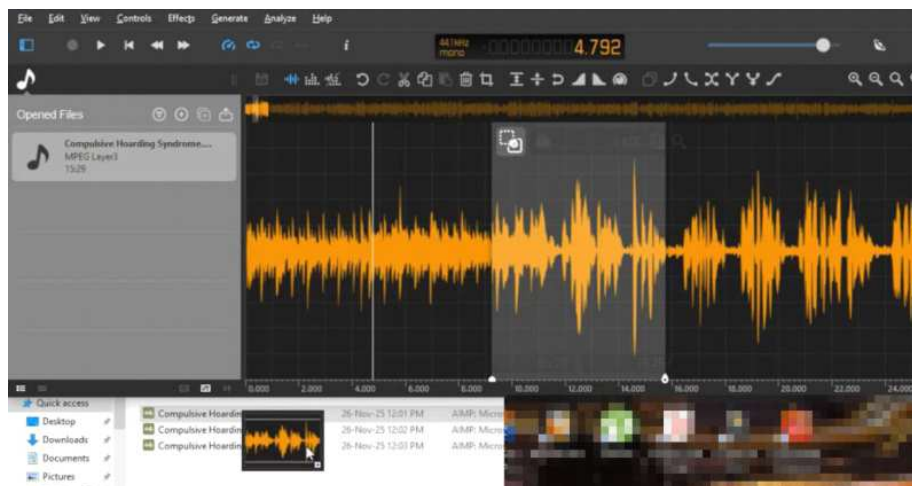 File Edit View Controls Effects Generate Analyze Help
44.1kHz
mono
4.792
Opened Files
Compulsive Hoarding Syndrome....
MPEG Layer3
15:29
0.000 2.000 4.000 6.000 8.000 10.000 12.000 14.000 16.000 18.000 20.000 22.000 24.000
Quick access
Desktop
Downloads
Documents
Pictures
Compulsive Hoardin 26-Nov-25 12:01 PM AIMP: Micros
Compulsive Hoardin 26-Nov-25 12:02 PM AIMP: Micros
Compulsive Hoardin 26-Nov-25 12:03 PM AIMP: Micros